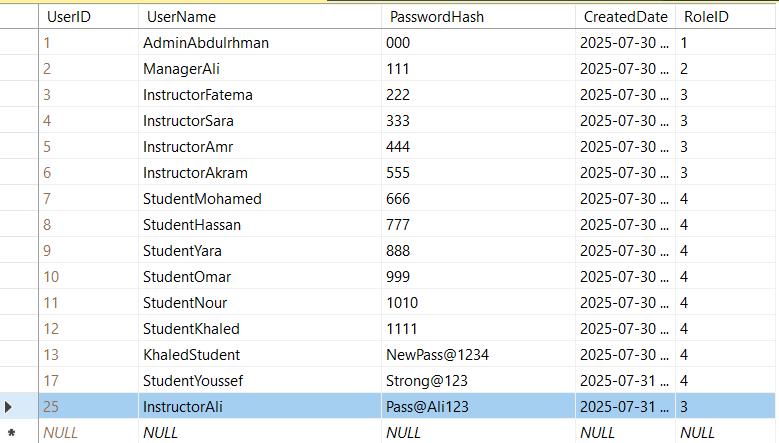 UserID UserName PasswordHash CreatedDate RoleID
1 AdminAbdulrhman 000 2025-07-30 ... 1
2 ManagerAli 111 2025-07-30 ... 2
3 InstructorFatema 222 2025-07-30 ... 3
4 InstructorSara 333 2025-07-30 ... 3
5 InstructorAmr 444 2025-07-30 ... 3
6 InstructorAkram 555 2025-07-30 ... 3
7 StudentMohamed 666 2025-07-30 ... 4
8 StudentHassan 777 2025-07-30 ... 4
9 StudentYara 888 2025-07-30 ... 4
10 StudentOmar 999 2025-07-30 ... 4
11 StudentNour 1010 2025-07-30 ... 4
12 StudentKhaled 1111 2025-07-30 ... 4
13 KhaledStudent NewPass@1234 2025-07-30 ... 4
17 StudentYoussef Strong@123 2025-07-31 ... 4
25 InstructorAli Pass@Ali123 2025-07-31 ... 3
NULL NULL NULL NULL NULL